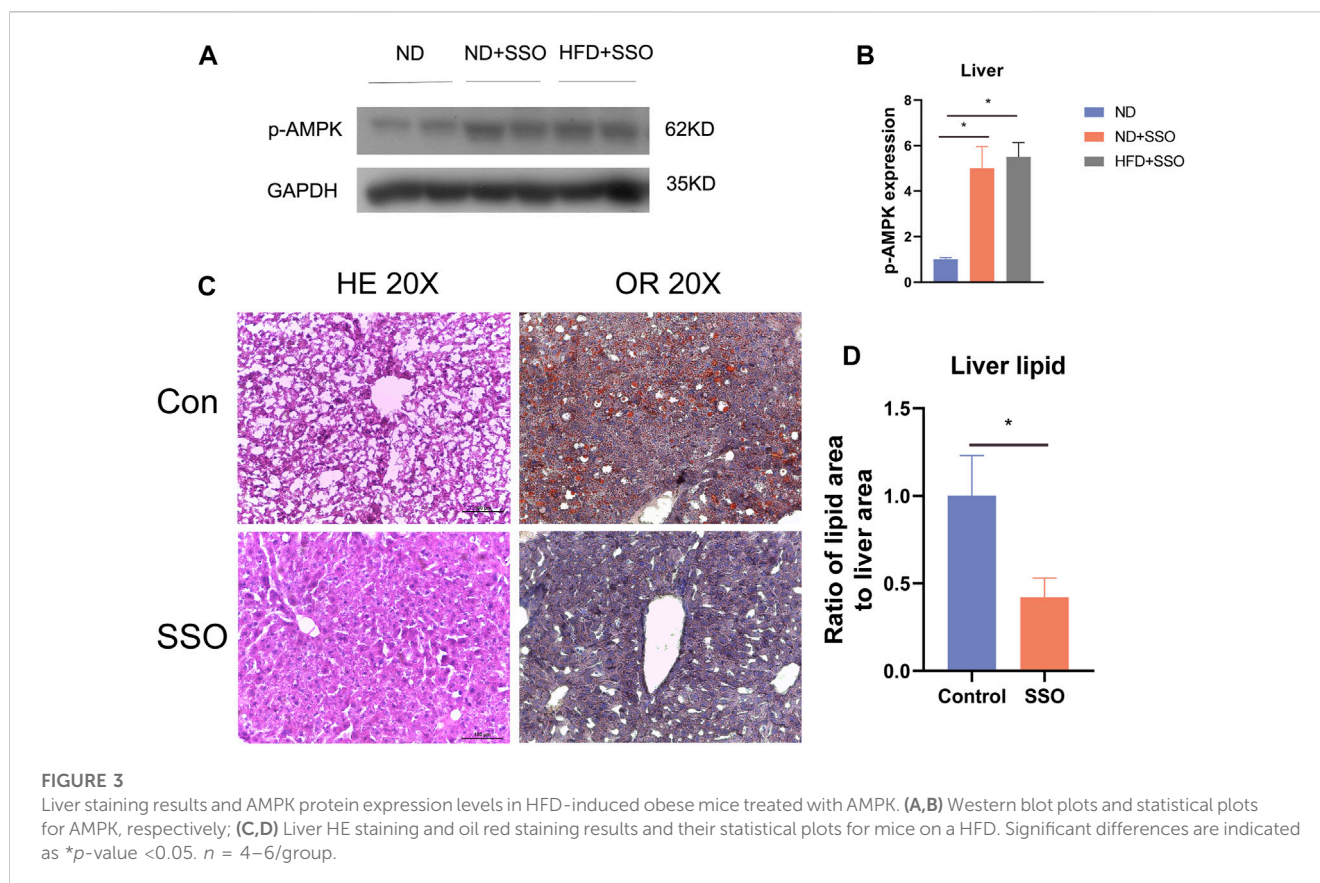 A
ND
ND+SSO
HFD+SSO
p-AMPK
62KD
GAPDH
35KD
B
Liver
p-AMPK expression
8
6
4
2
0
*
*
ND
ND+SSO
HFD+SSO
C
HE 20X
OR 20X
Con
SSO
D
Liver lipid
Ratio of lipid area
to liver area
1.5
1.0
0.5
0.0
*
Control
SSO
FIGURE 3
Liver staining results and AMPK protein expression levels in HFD-induced obese mice treated with AMPK. (A,B) Western blot plots and statistical plots
for AMPK, respectively; (C,D) Liver HE staining and oil red staining results and their statistical plots for mice on a HFD. Significant differences are indicated
as *p-value <0.05. n = 4–6/group.